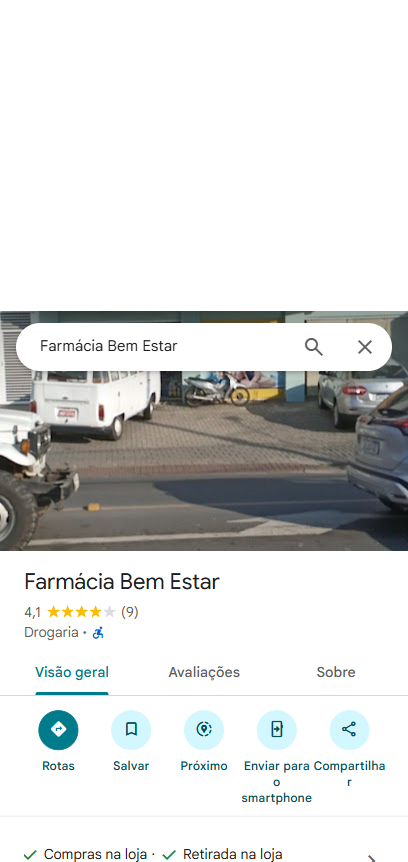 Farmácia Bem Estar
Farmácia Bem Estar
4,1 (9)
Drogaria ·
Visão geral Avaliações Sobre
Rotas Salvar Próximo Enviar para o smartphone Compartilhar
Compras na loja · Retirada na loja